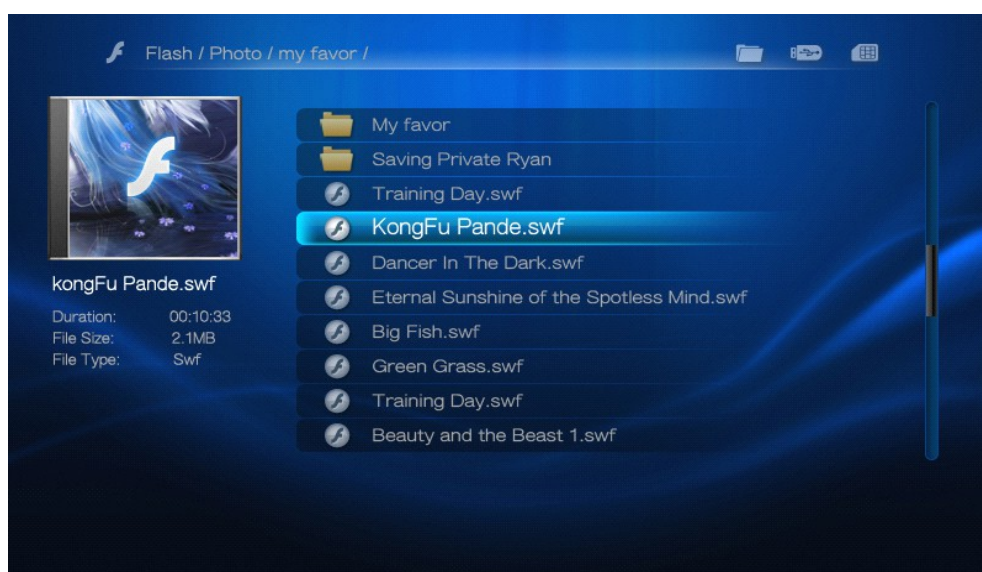 Flash / Photo / my favor /
My favor
Saving Private Ryan
Training Day.swf
KongFu Pande.swf
Dancer In The Dark.swf
Eternal Sunshine of the Spotless Mind.swf
Big Fish.swf
Green Grass.swf
Training Day.swf
Beauty and the Beast 1.swf
kongFu Pande.swf
Duration: 00:10:33
File Size: 2.1MB
File Type: Swf